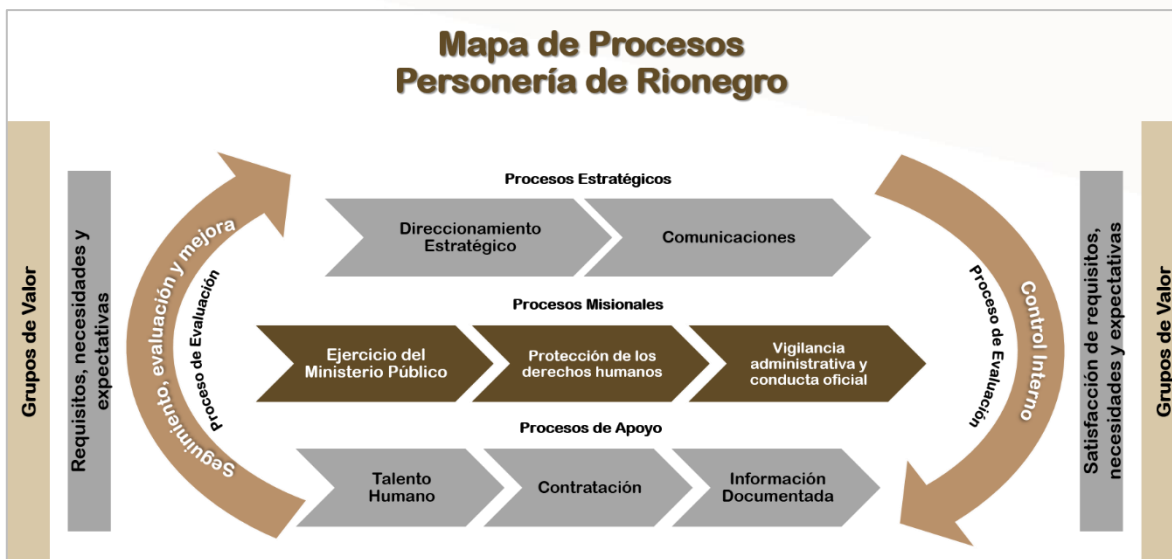 Mapa de Procesos
Personería de Rionegro
Grupos de Valor
Requisitos, necesidades y
expectativas
Seguimiento, evaluación y mejora
Proceso de Evaluación
Procesos Estratégicos
Direccionamiento
Estratégico
Comunicaciones
Procesos Misionales
Ejercicio del
Ministerio Público
Protección de los
derechos humanos
Vigilancia
administrativa y
conducta oficial
Procesos de Apoyo
Talento
Humano
Contratación
Información
Documentada
Proceso de Evaluación
Control Interno
Satisfacción de requisitos,
necesidades y expectativas
Grupos de Valor